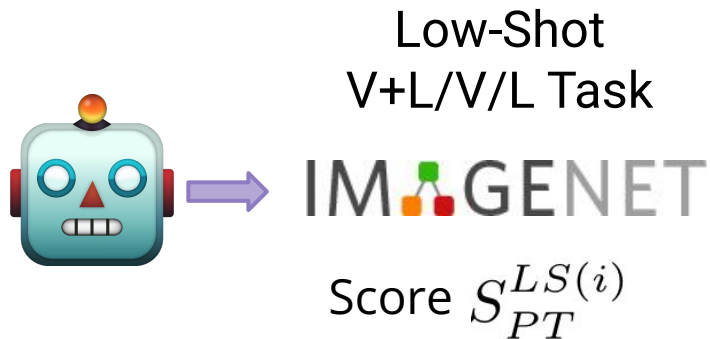 Low-Shot
V+L/V/L Task
IMAGENET
Score $S_{PT}^{LS(i)}$